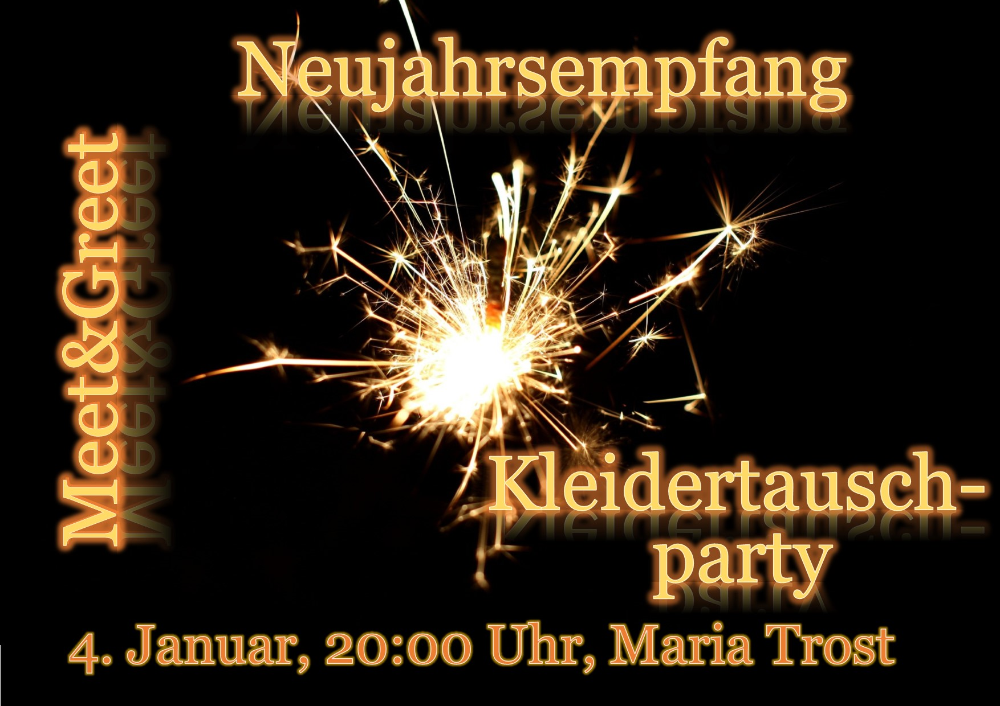 Neujahrsempfang
Meet&Greet
Kleidertausch-
party
4. Januar, 20:00 Uhr, Maria Trost